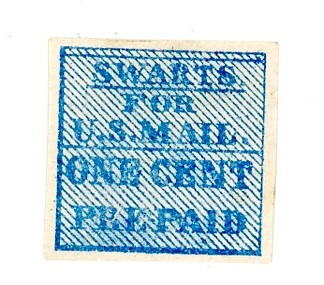 SWARTS
FOR
U.S. MAIL.
ONE CENT
PRE-PAID